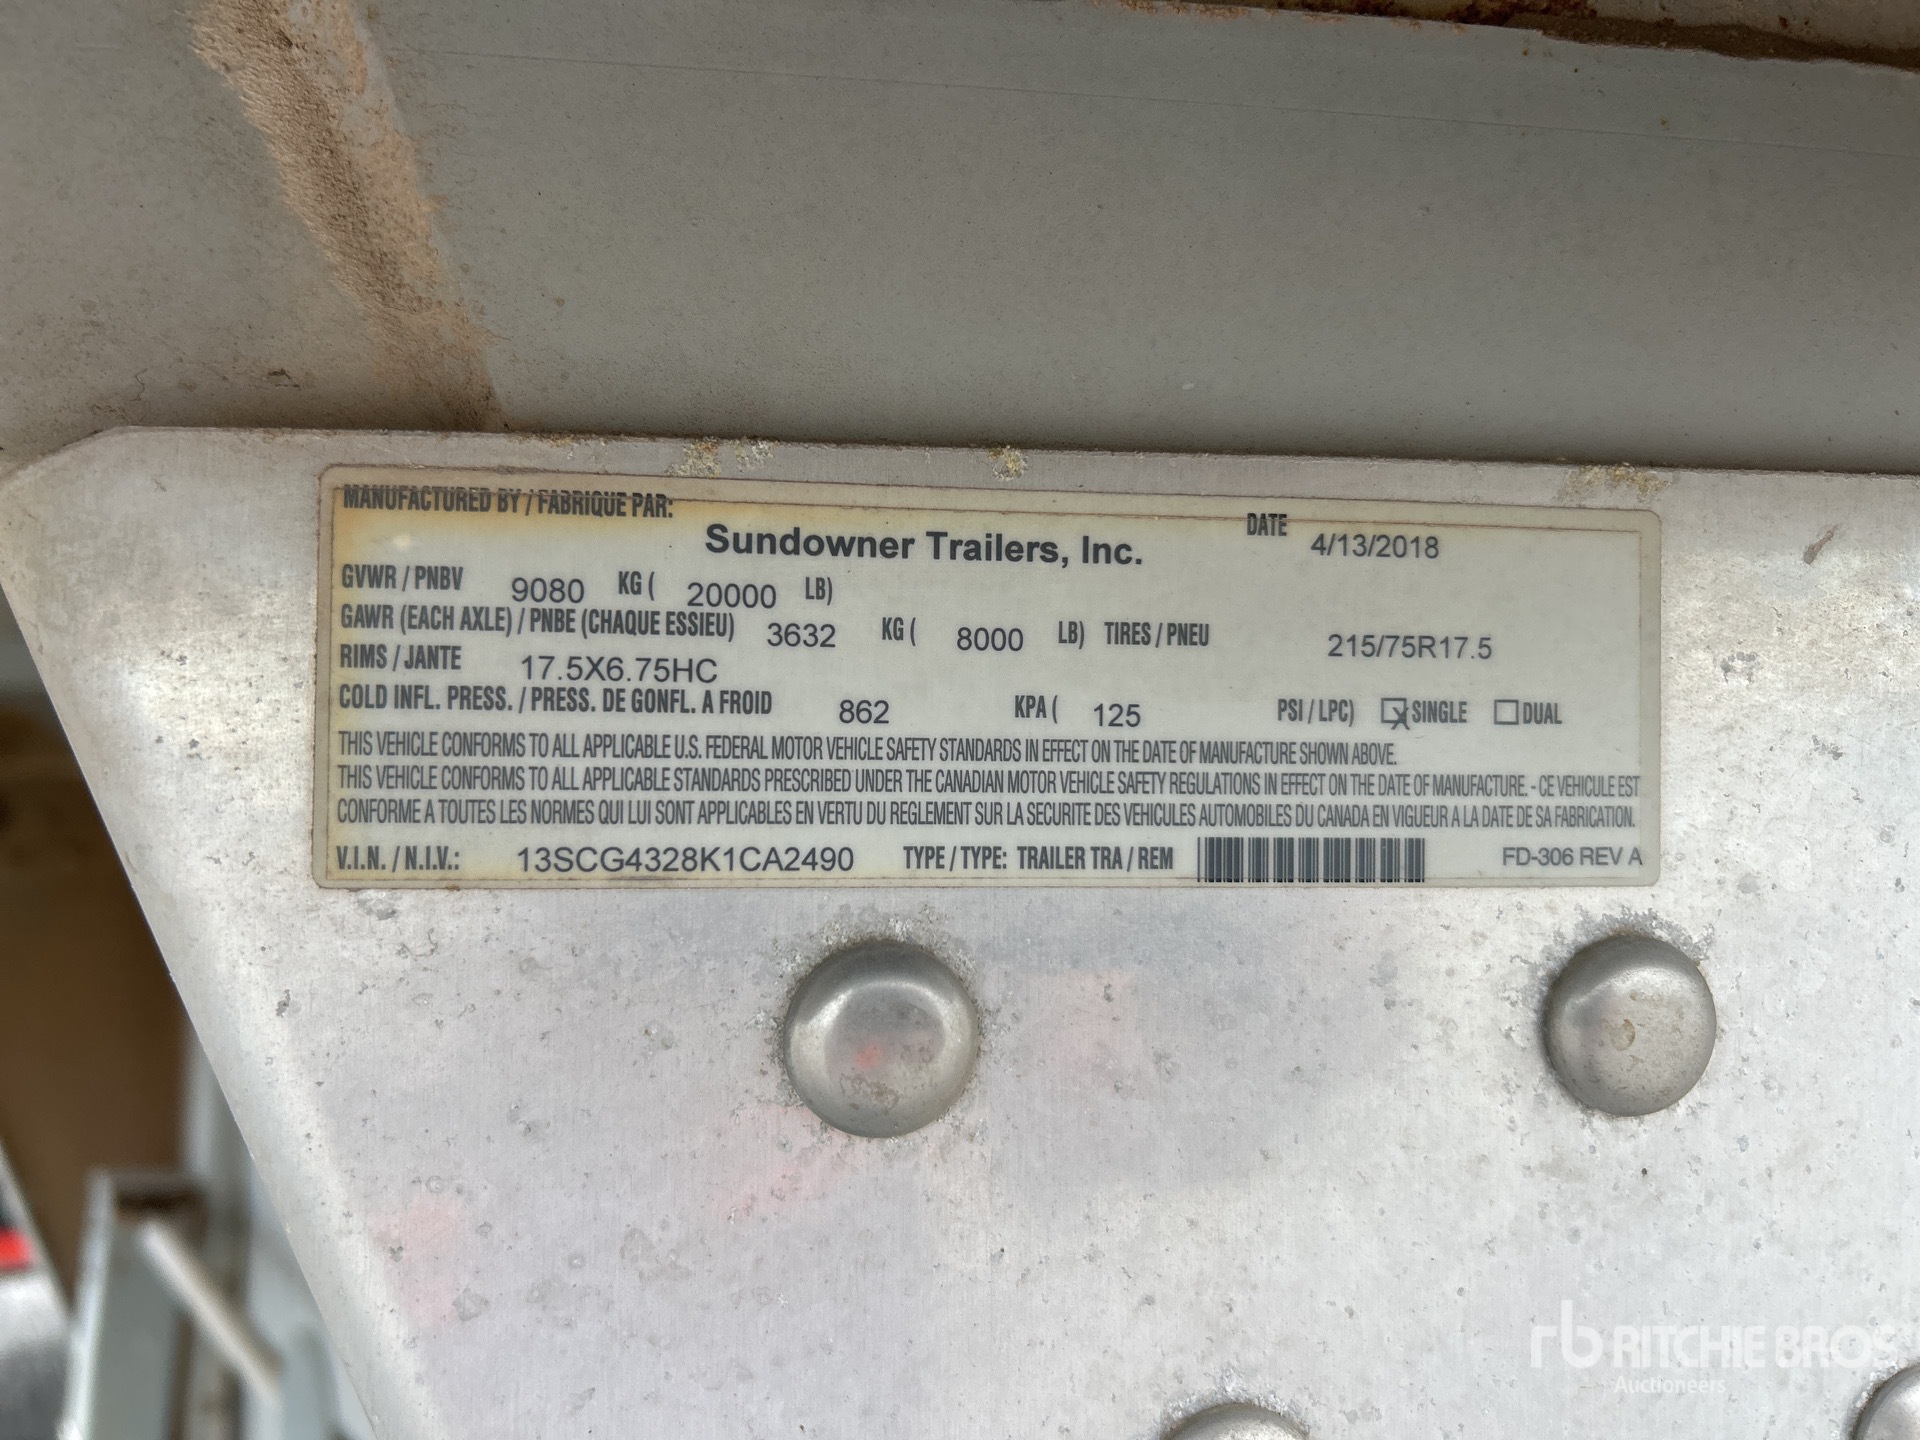 MANUFACTURED BY / FABRIQUE PAR: Sundowner Trailers, Inc. DATE 4/13/2018
GVWR / PNBV 9080 KG ( 20000 LB)
GAWR (EACH AXLE) / PNBE (CHAQUE ESSIEU) 3632 KG ( 8000 LB) TIRES / PNEU 215/75R17.5
RIMS / JANTE 17.5X6.75HC
COLD INFL. PRESS. / PRESS. DE GONFL. A FROID 862 KPA ( 125 PSI / LPC) X SINGLE DUAL
THIS VEHICLE CONFORMS TO ALL APPLICABLE U.S. FEDERAL MOTOR VEHICLE SAFETY STANDARDS IN EFFECT ON THE DATE OF MANUFACTURE SHOWN ABOVE.
THIS VEHICLE CONFORMS TO ALL APPLICABLE STANDARDS PRESCRIBED UNDER THE CANADIAN MOTOR VEHICLE SAFETY REGULATIONS IN EFFECT ON THE DATE OF MANUFACTURE. - CE VEHICULE EST
CONFORME A TOUTES LES NORMES QUI LUI SONT APPLICABLES EN VERTU DU REGLEMENT SUR LA SECURITE DES VEHICULES AUTOMOBILES DU CANADA EN VIGUEUR A LA DATE DE SA FABRICATION.
V.I.N. / N.I.V.: 13SCG4328K1CA2490 TYPE / TYPE: TRAILER TRA / REM FD-306 REV A
rb RITCHIE BROS
Auctioneers